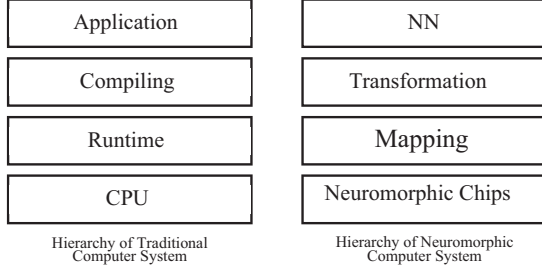 Application
NN
Compiling
Transformation
Runtime
Mapping
CPU
Neuromorphic Chips
Hierarchy of Traditional
Computer System
Hierarchy of Neuromorphic
Computer System